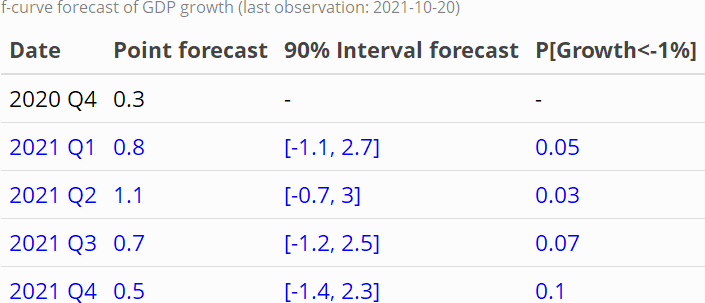 f-curve forecast of GDP growth (last observation: 2021-10-20)
Date Point forecast 90% Interval forecast P[Growth<-1%]
2020 Q4 0.3 - -
2021 Q1 0.8 [-1.1, 2.7] 0.05
2021 Q2 1.1 [-0.7, 3] 0.03
2021 Q3 0.7 [-1.2, 2.5] 0.07
2021 Q4 0.5 [-1.4, 2.3] 0.1